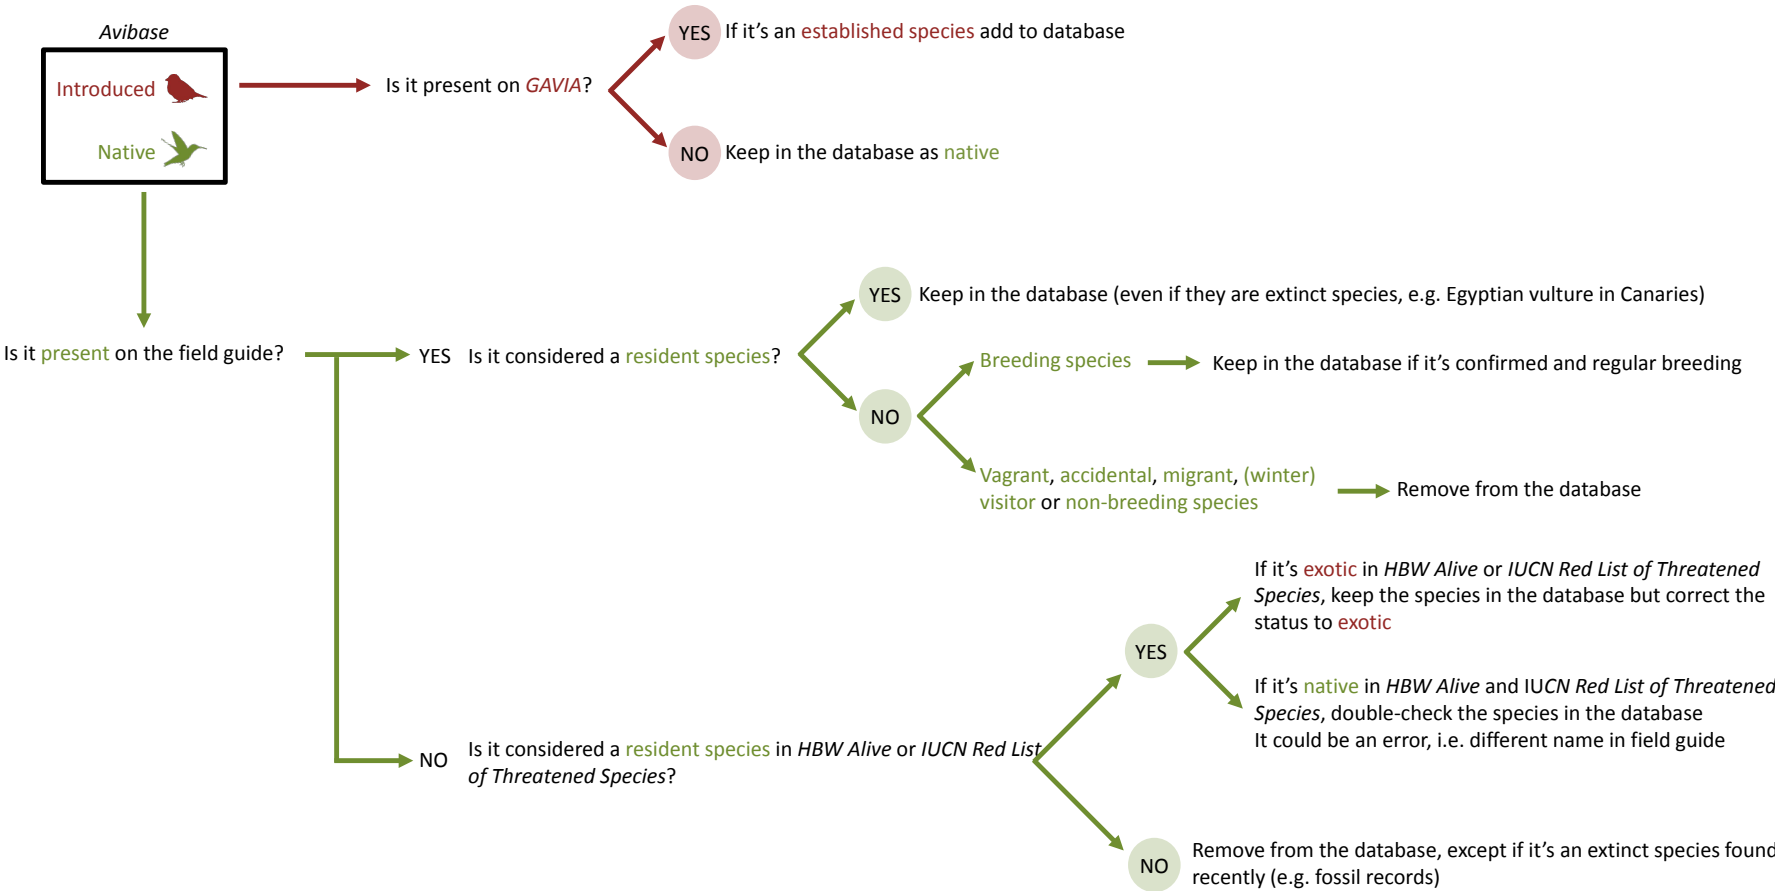 Avibase
Introduced
Native
Is it present on GAVIA?
YES
If it's an established species add to database
NO
Keep in the database as native
Is it present on the field guide?
YES
Is it considered a resident species?
YES
Keep in the database (even if they are extinct species, e.g. Egyptian vulture in Canaries)
NO
Breeding species
Keep in the database if it's confirmed and regular breeding
Vagrant, accidental, migrant, (winter)
visitor or non-breeding species
Remove from the database
NO
Is it considered a resident species in HBW Alive or IUCN Red List
of Threatened Species?
YES
If it's exotic in HBW Alive or IUCN Red List of Threatened
Species, keep the species in the database but correct the
status to exotic
If it's native in HBW Alive and IUCN Red List of Threatened
Species, double-check the species in the database
It could be an error, i.e. different name in field guide
NO
Remove from the database, except if it's an extinct species found
recently (e.g. fossil records)